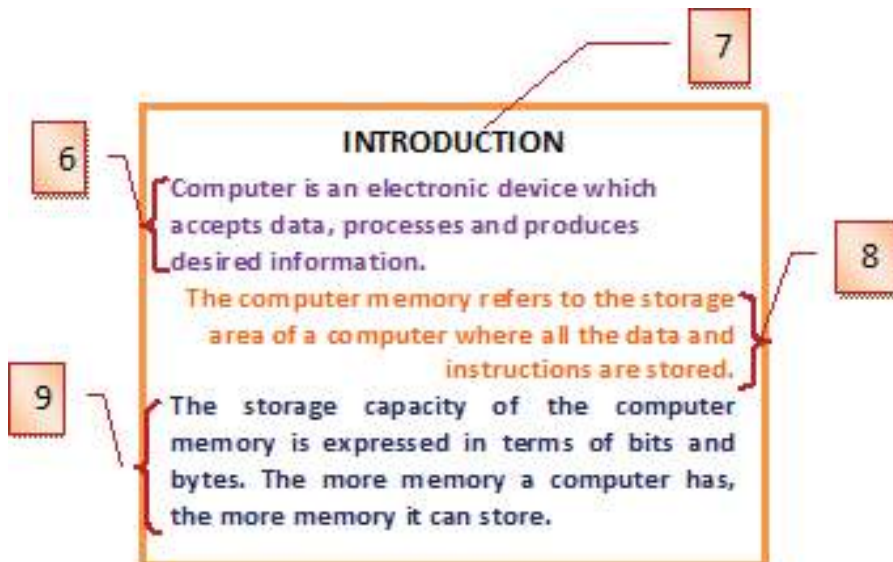 7
INTRODUCTION
6
Computer is an electronic device which
accepts data, processes and produces
desired information.
8
The computer memory refers to the storage
area of a computer where all the data and
instructions are stored.
9
The storage capacity of the computer
memory is expressed in terms of bits and
bytes. The more memory a computer has,
the more memory it can store.